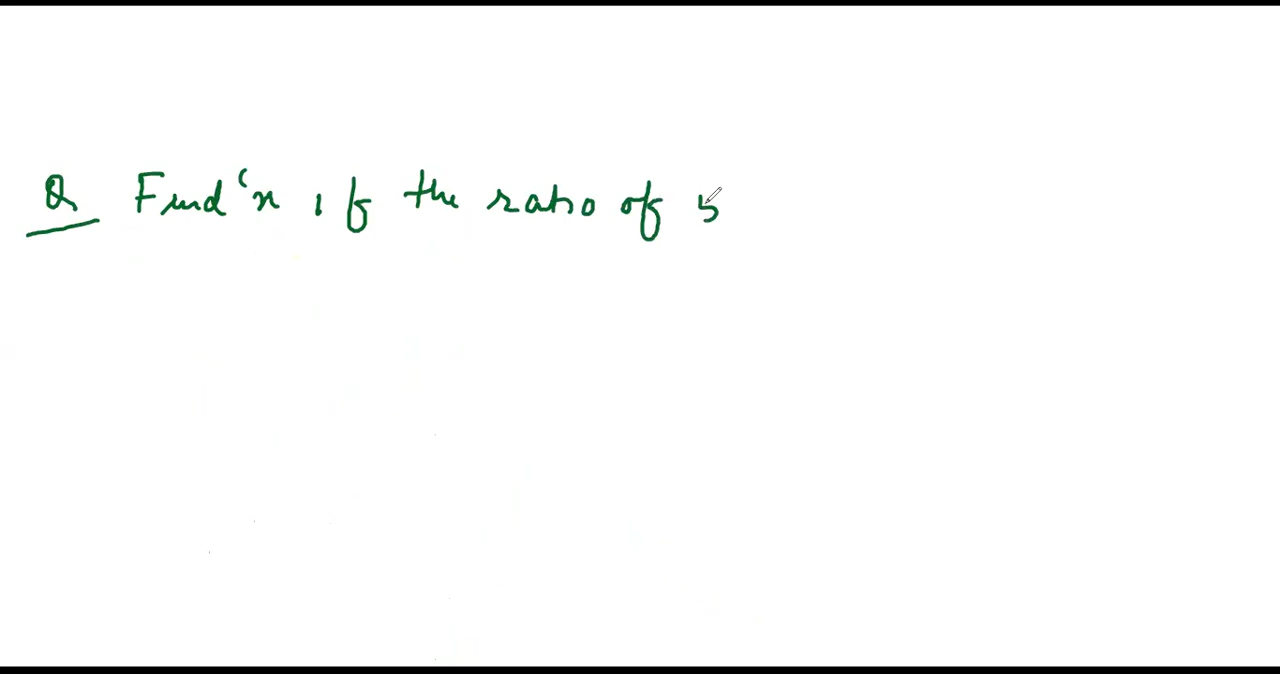 Q Find 'x , if the ratio of 5